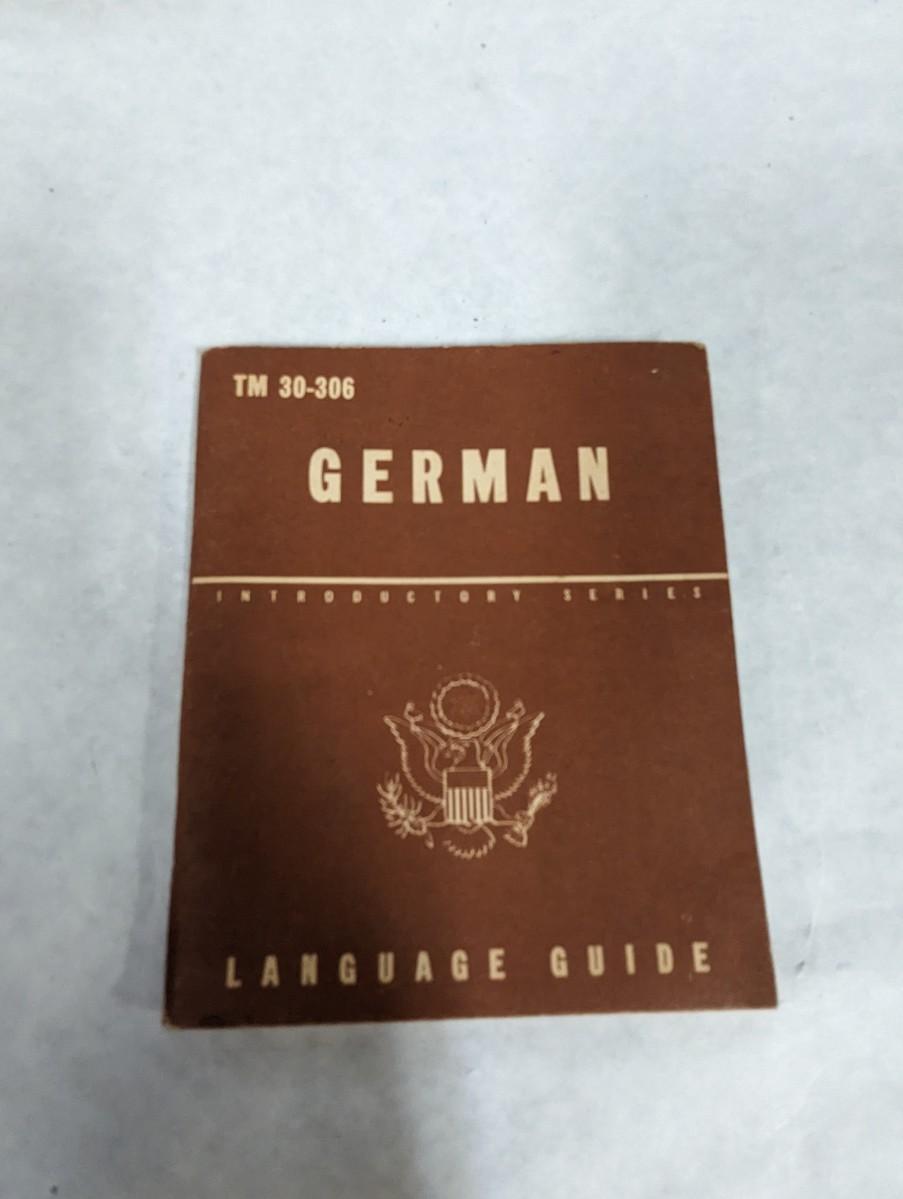 TM 30-306
GERMAN
INTRODUCTORY SERIES
LANGUAGE GUIDE